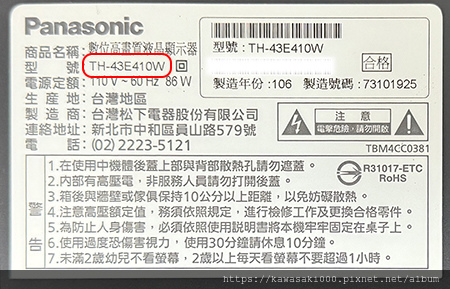 Panasonic
商品名稱：數位高畫質液晶顯示器
型號：TH-43E410W
型號 TH-43E410W 回
合格
電源定額：110 V～60 Hz 86 W
製造年份：106 製造號碼：73101925
生產地：台灣地區
製造商：台灣松下電器股份有限公司
連絡地址：新北市中和區員山路579號
電話：(02) 2223-5121
注意
電擊危險，請勿開啟
TBM4CC0381
警告
1.在使用中機體後蓋上部與背部散熱孔請勿遮蓋。
2.內部有高壓電，非服務人員請勿打開後蓋。
R31017-ETC
RoHS
3.箱後與牆壁或傢俱保持10公分以上距離，以免妨礙散熱。
4.注意高壓額定值，務須依照規定，進行檢修工作及更換合格零件。
5.為防止人身傷害，必須依照使用說明將本機牢牢固定在桌子上。
6.使用過度恐傷害視力，使用30分鐘請休息10分鐘。
7.未滿2歲幼兒不看螢幕，2歲以上每天看螢幕不要超過1小時。
https://kawasaki000.pixnet.net/album